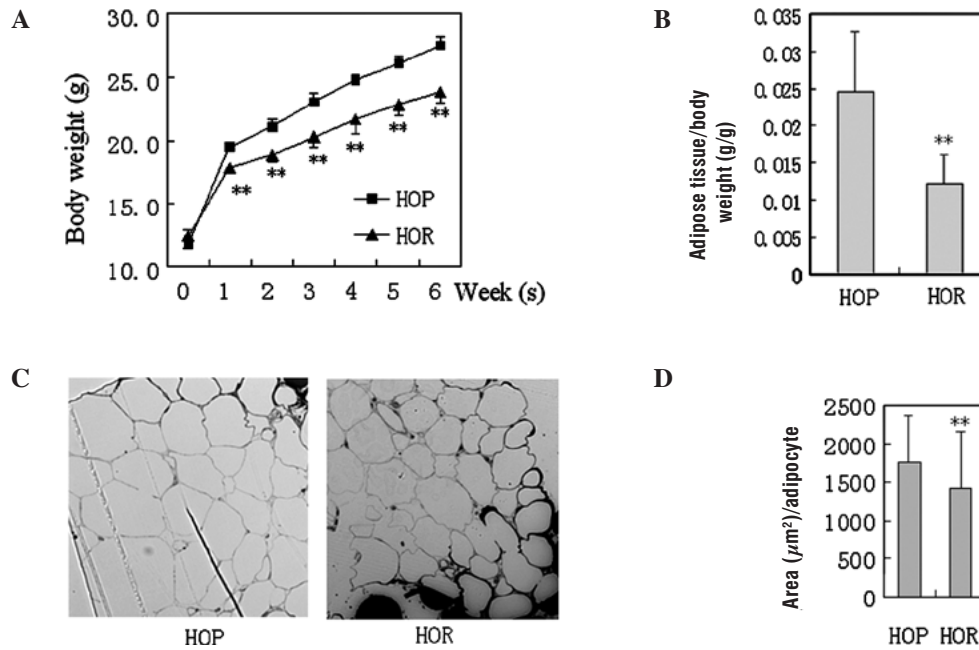 A
30. 0
25. 0
20. 0
15. 0
10. 0
Body weight (g)
**
**
**
**
**
**
HOP
HOR
0 1 2 3 4 5 6 Week (s)
B
0. 035
0. 03
0. 025
0. 02
0. 015
0. 01
0. 005
0
Adipose tissue/body
weight (g/g)
**
HOP HOR
C
HOP HOR
D
2500
2000
1500
1000
500
0
Area (μm²)/adipocyte
**
HOP HOR